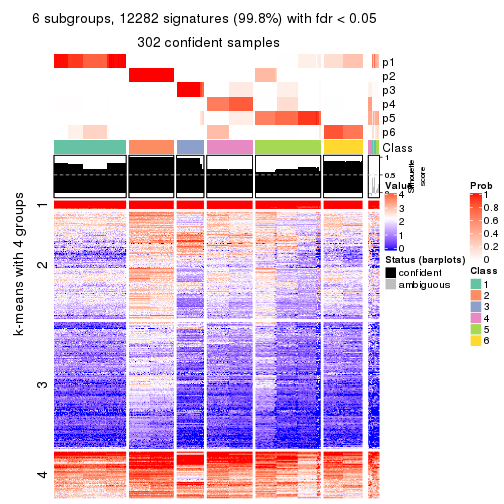 6 subgroups, 12282 signatures (99.8%) with fdr < 0.05
302 confident samples
p1
p2
p3
p4
p5
p6
Class
1
0.5
0
Silhouette
score
k-means with 4 groups
1
2
3
4
Value
4
3
2
1
0
Status (barplots)
confident
ambiguous
Prob
1
0.8
0.6
0.4
0.2
0
Class
1
2
3
4
5
6